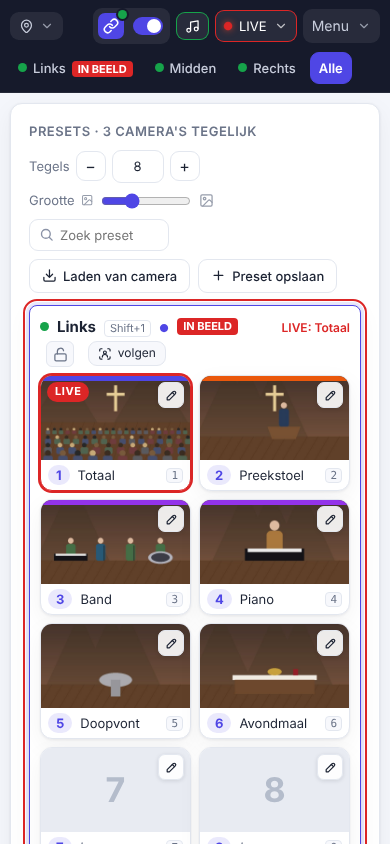 LIVE
Menu
Links IN BEELD Midden Rechts Alle
PRESETS · 3 CAMERA'S TEGELIJK
Tegels − 8 +
Grootte
Zoek preset
Laden van camera + Preset opslaan
Links Shift+1 IN BEELD LIVE: Totaal
volgen
LIVE
1 Totaal 1
2 Preekstoel 2
3 Band 3
4 Piano 4
5 Doopvont 5
6 Avondmaal 6
7
8